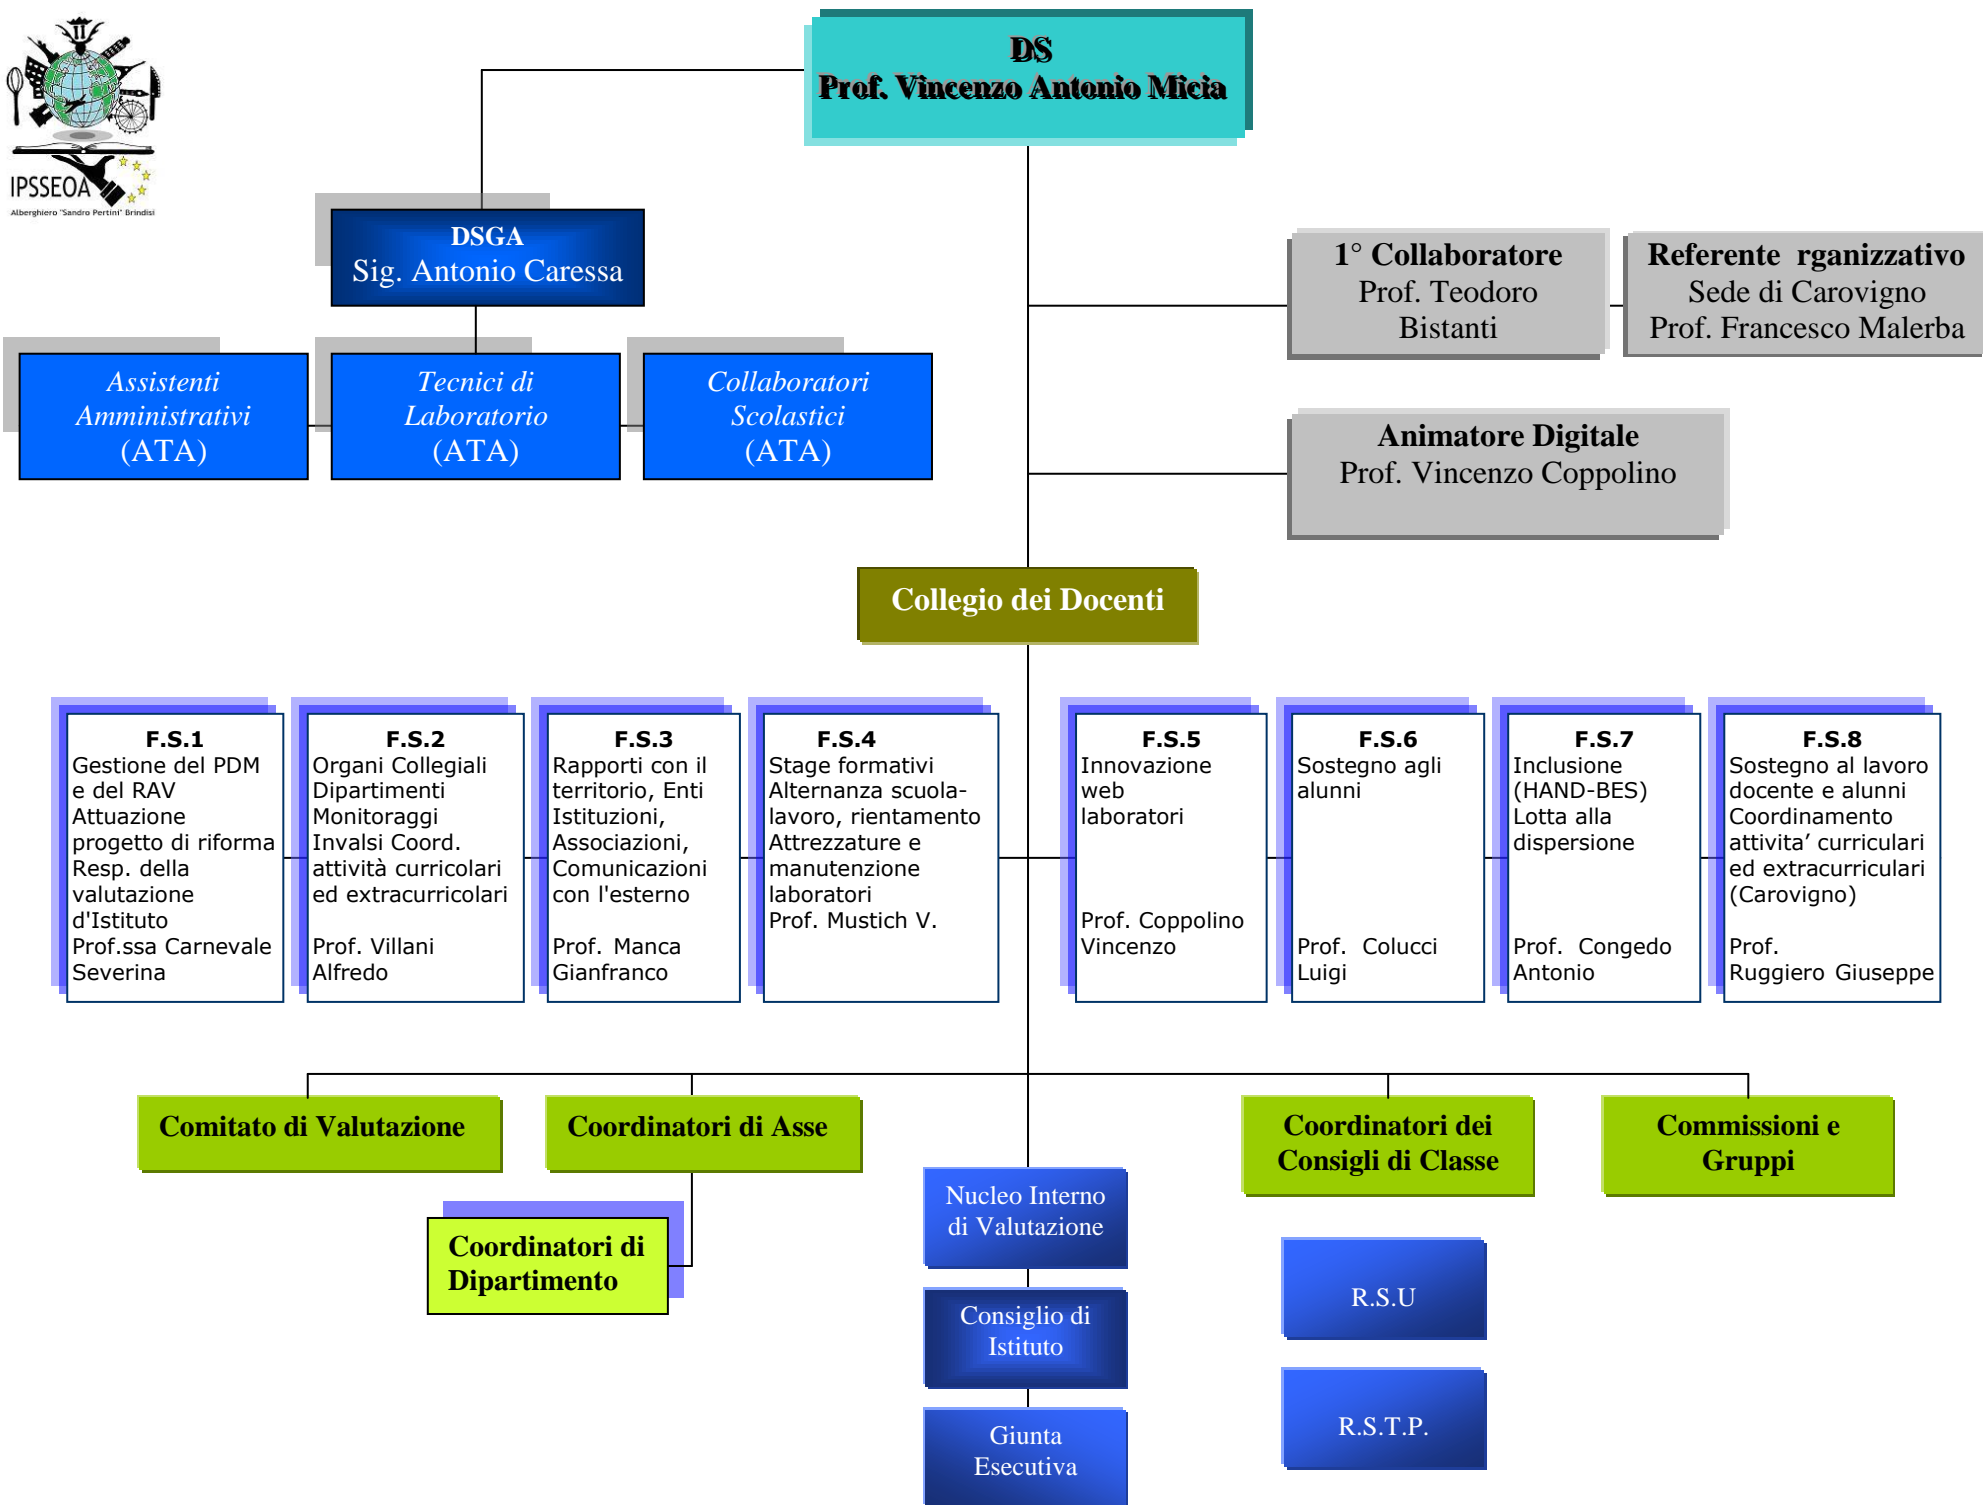 IPSSEOA
Alberghiero "Sandro Pertini" Brindisi
DS
Prof. Vincenzo Antonio Micia
DSGA
Sig. Antonio Caressa
1° Collaboratore
Prof. Teodoro
Bistanti
Referente rganizzativo
Sede di Carovigno
Prof. Francesco Malerba
Assistenti
Amministrativi
(ATA)
Tecnici di
Laboratorio
(ATA)
Collaboratori
Scolastici
(ATA)
Animatore Digitale
Prof. Vincenzo Coppolino
Collegio dei Docenti
F.S.1
Gestione del PDM
e del RAV
Attuazione
progetto di riforma
Resp. della
valutazione
d'Istituto
Prof.ssa Carnevale
Severina
F.S.2
Organi Collegiali
Dipartimenti
Monitoraggi
Invalsi Coord.
attività curricolari
ed extracurricolari
Prof. Villani
Alfredo
F.S.3
Rapporti con il
territorio, Enti
Istituzioni,
Associazioni,
Comunicazioni
con l'esterno
Prof. Manca
Gianfranco
F.S.4
Stage formativi
Alternanza scuola-
lavoro, rientamento
Attrezzature e
manutenzione
laboratori
Prof. Mustich V.
F.S.5
Innovazione
web
laboratori
Prof. Coppolino
Vincenzo
F.S.6
Sostegno agli
alunni
Prof. Colucci
Luigi
F.S.7
Inclusione
(HAND-BES)
Lotta alla
dispersione
Prof. Congedo
Antonio
F.S.8
Sostegno al lavoro
docente e alunni
Coordinamento
attivita' curriculari
ed extracurriculari
(Carovigno)
Prof.
Ruggiero Giuseppe
Comitato di Valutazione
Coordinatori di Asse
Coordinatori dei
Consigli di Classe
Commissioni e
Gruppi
Coordinatori di
Dipartimento
Nucleo Interno
di Valutazione
Consiglio di
Istituto
Giunta
Esecutiva
R.S.U
R.S.T.P.